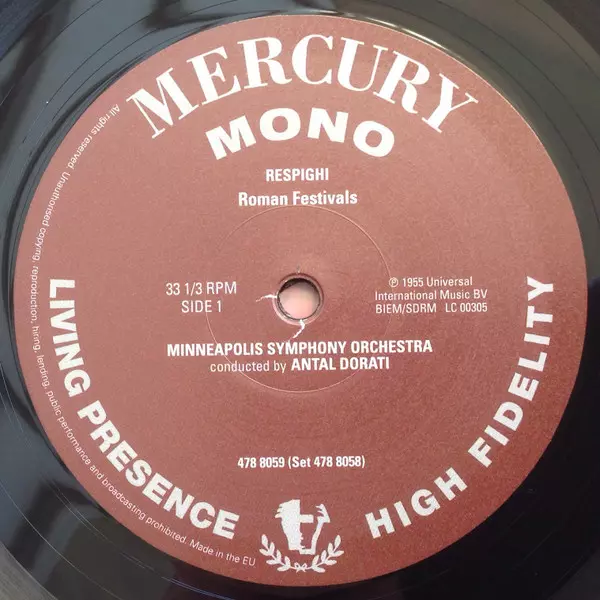 MERCURY
MONO
RESPIGHI
Roman Festivals
33 1/3 RPM
SIDE 1
℗ 1955 Universal
International Music BV
BIEM/SDRM LC 00305
MINNEAPOLIS SYMPHONY ORCHESTRA
conducted by ANTAL DORATI
478 8059 (Set 478 8058)
LIVING PRESENCE
HIGH FIDELITY
All rights reserved. Unauthorised copying, reproduction, hiring, lending, public performance and broadcasting prohibited. Made in the EU